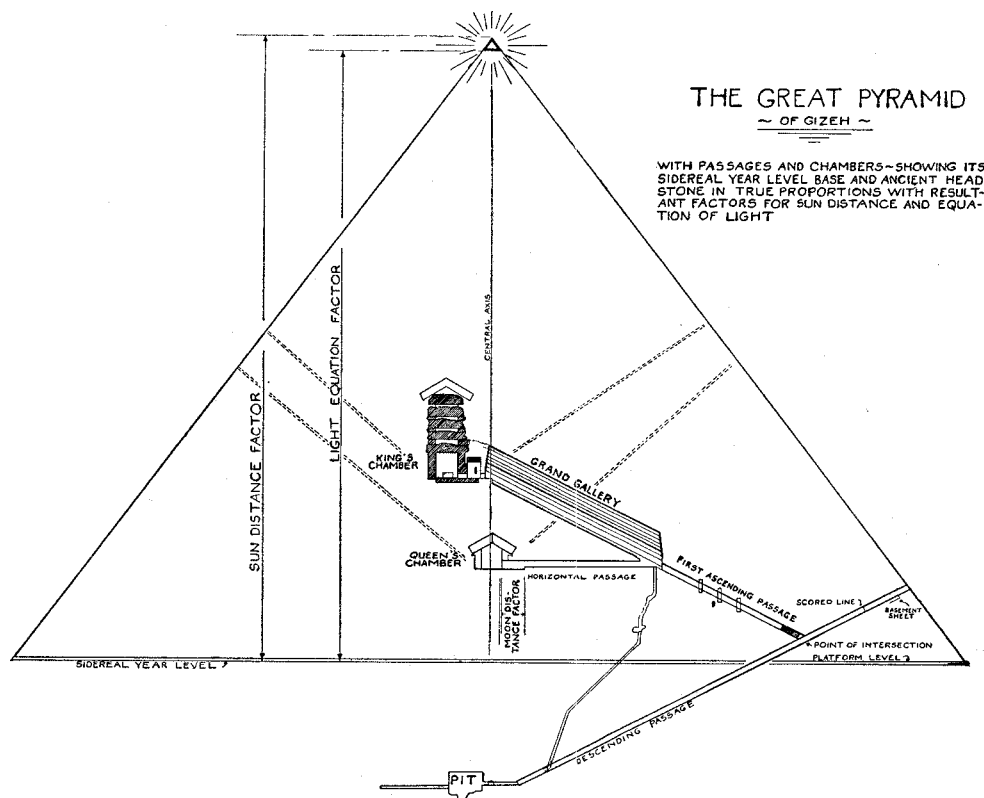 THE GREAT PYRAMID
~ OF GIZEH ~
WITH PASSAGES AND CHAMBERS~SHOWING ITS
SIDEREAL YEAR LEVEL BASE AND ANCIENT HEAD
STONE IN TRUE PROPORTIONS WITH RESULT-
ANT FACTORS FOR SUN DISTANCE AND EQUA-
TION OF LIGHT
SUN DISTANCE FACTOR
LIGHT EQUATION FACTOR
CENTRAL AXIS
KING'S
CHAMBER
GRAND GALLERY
QUEEN'S
CHAMBER
HORIZONTAL PASSAGE
MOON DIS-
TANCE FACTOR
FIRST ASCENDING PASSAGE
SCORED LINE
BASEMENT
SHEET
POINT OF INTERSECTION
PLATFORM LEVEL
SIDEREAL YEAR LEVEL
DESCENDING PASSAGE
PIT